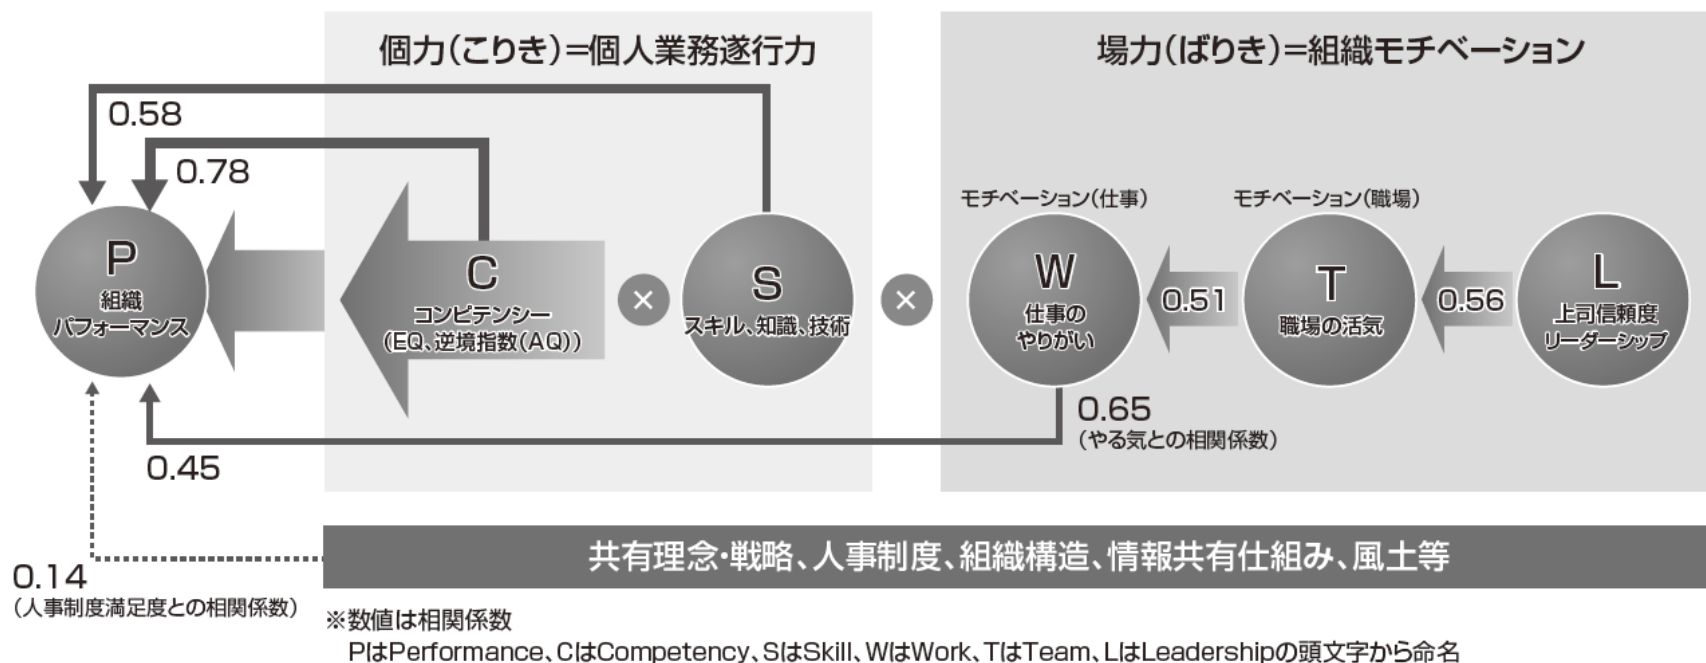 個力(こりき)=個人業務遂行力
場力(ばりき)=組織モチベーション
0.58
0.78
モチベーション(仕事)
モチベーション(職場)
P
組織
パフォーマンス
C
コンピテンシー
(EQ、逆境指数(AQ))
×
S
スキル、知識、技術
×
W
仕事の
やりがい
0.51
T
職場の活気
0.56
L
上司信頼度
リーダーシップ
0.65
(やる気との相関係数)
0.45
共有理念・戦略、人事制度、組織構造、情報共有仕組み、風土等
0.14
(人事制度満足度との相関係数)
※数値は相関係数
PはPerformance、CはCompetency、SはSkill、WはWork、TはTeam、LはLeadershipの頭文字から命名